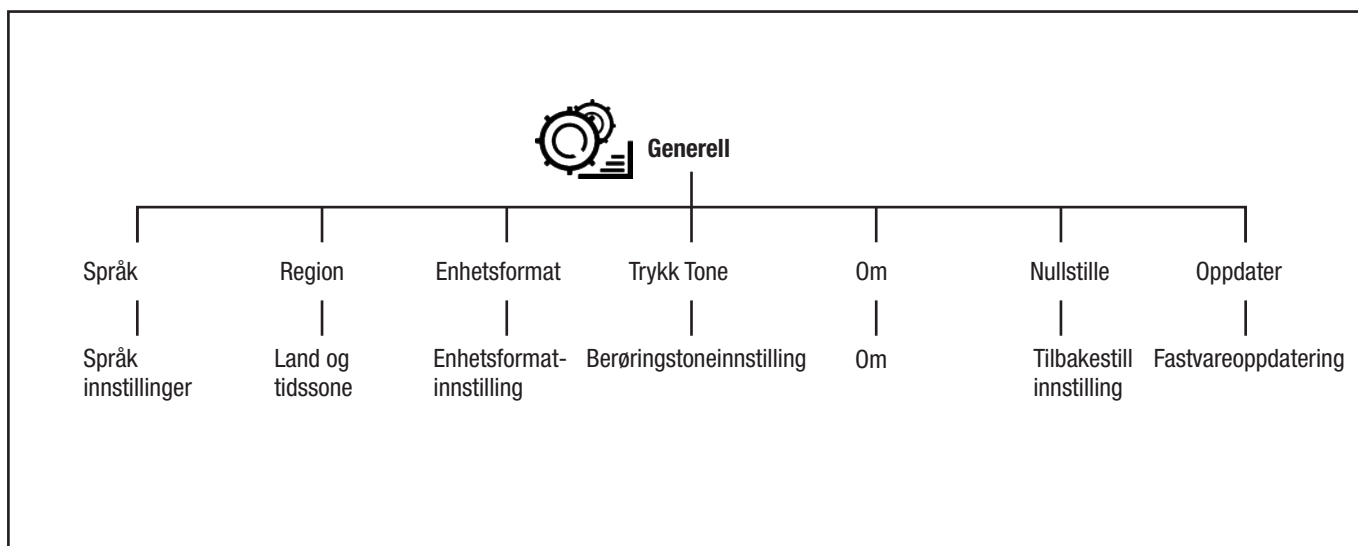 Generell
Språk
Region
Enhetsformat
Trykk Tone
Om
Nullstille
Oppdater
Språk
innstillinger
Land og
tidssone
Enhetsformat-
innstilling
Berøringstoneinnstilling
Om
Tilbakestill
innstilling
Fastvareoppdatering